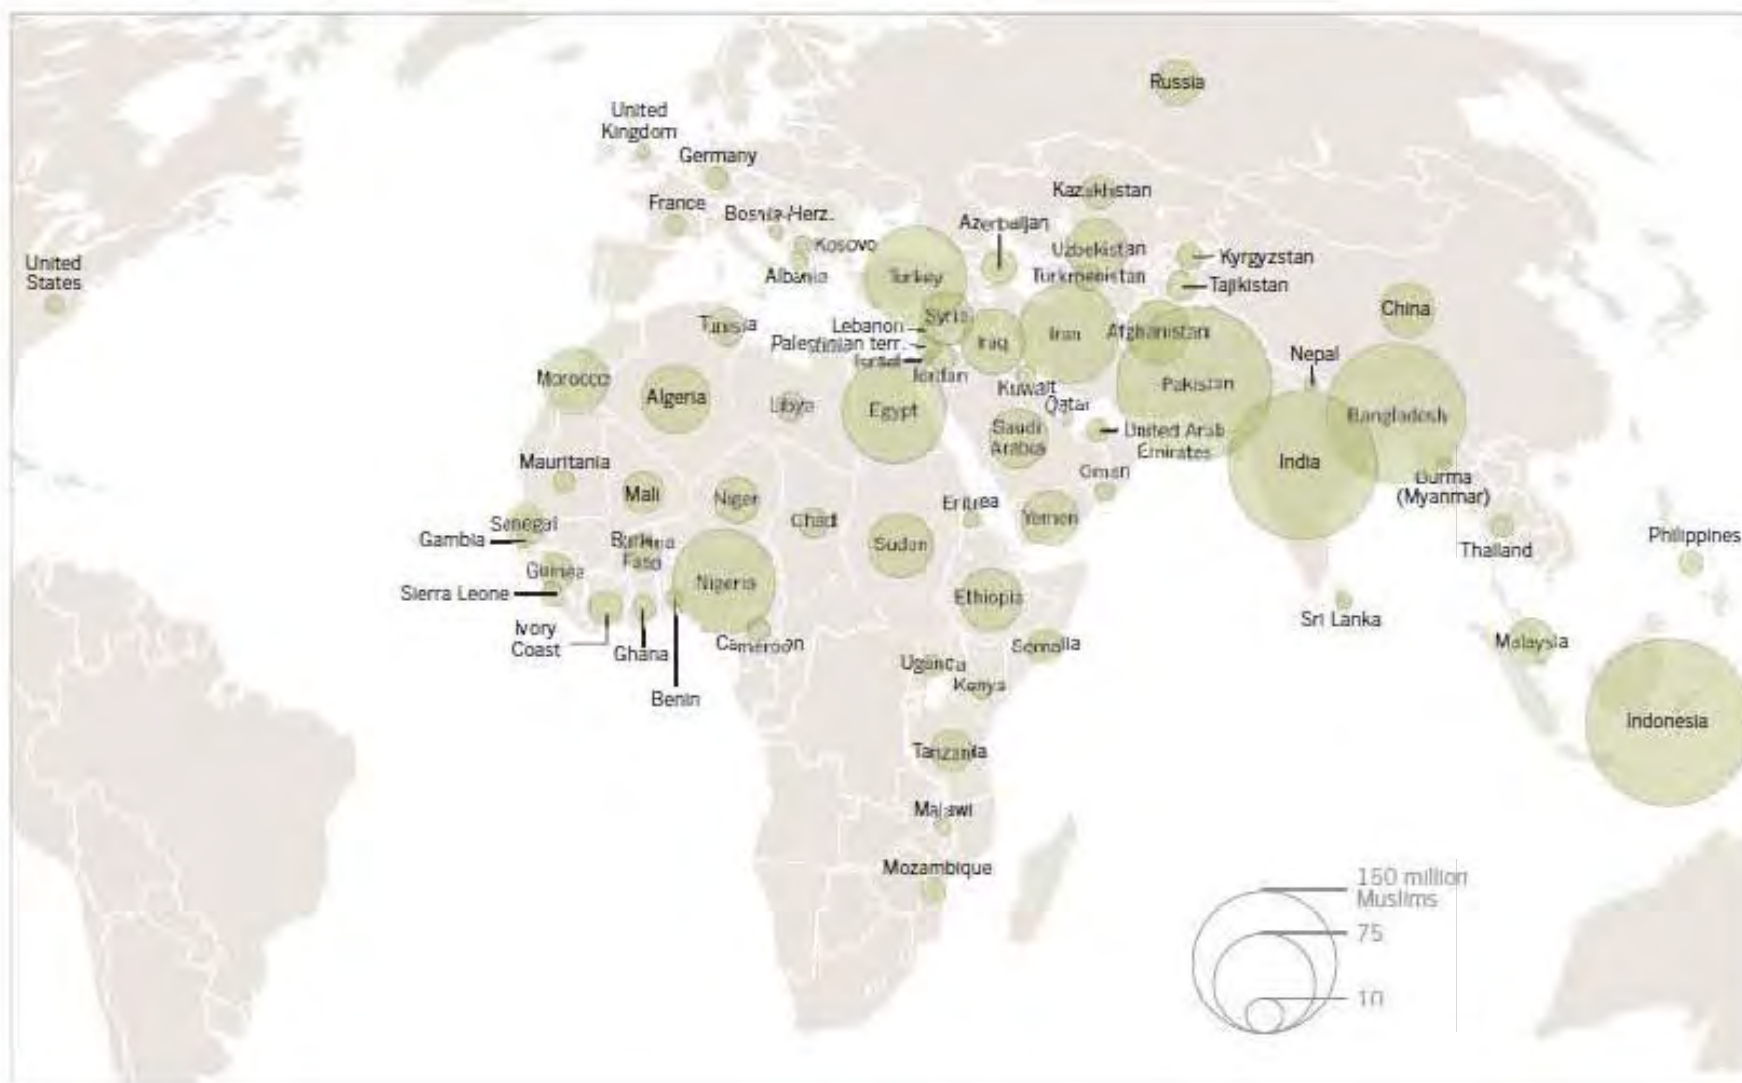 Russia
United
Kingdom
Germany
Kazakhstan
France
Bosnia-Herz.
Azerbaijan
Kosovo
Uzbekistan
Kyrgyzstan
United
States
Albania
Turkey
Turkmenistan
Tajikistan
China
Tunisia
Syria
Lebanon
Palestinian terr.
Israel
Iraq
Iran
Afghanistan
Nepal
Jordan
Morocco
Algeria
Libya
Egypt
Kuwait
Qatar
Pakistan
Bangladesh
Saudi
Arabia
United Arab
Emirates
Mauritania
India
Oman
Burma
(Myanmar)
Mali
Niger
Chad
Eritrea
Yemen
Senegal
Gambia
Burkina
Faso
Sudan
Thailand
Philippines
Guinea
Sierra Leone
Nigeria
Ethiopia
Sri Lanka
Ivory
Coast
Ghana
Cameroon
Somalia
Malaysia
Uganda
Kenya
Benin
Indonesia
Tanzania
Malawi
Mozambique
150 million
Muslims
75
10